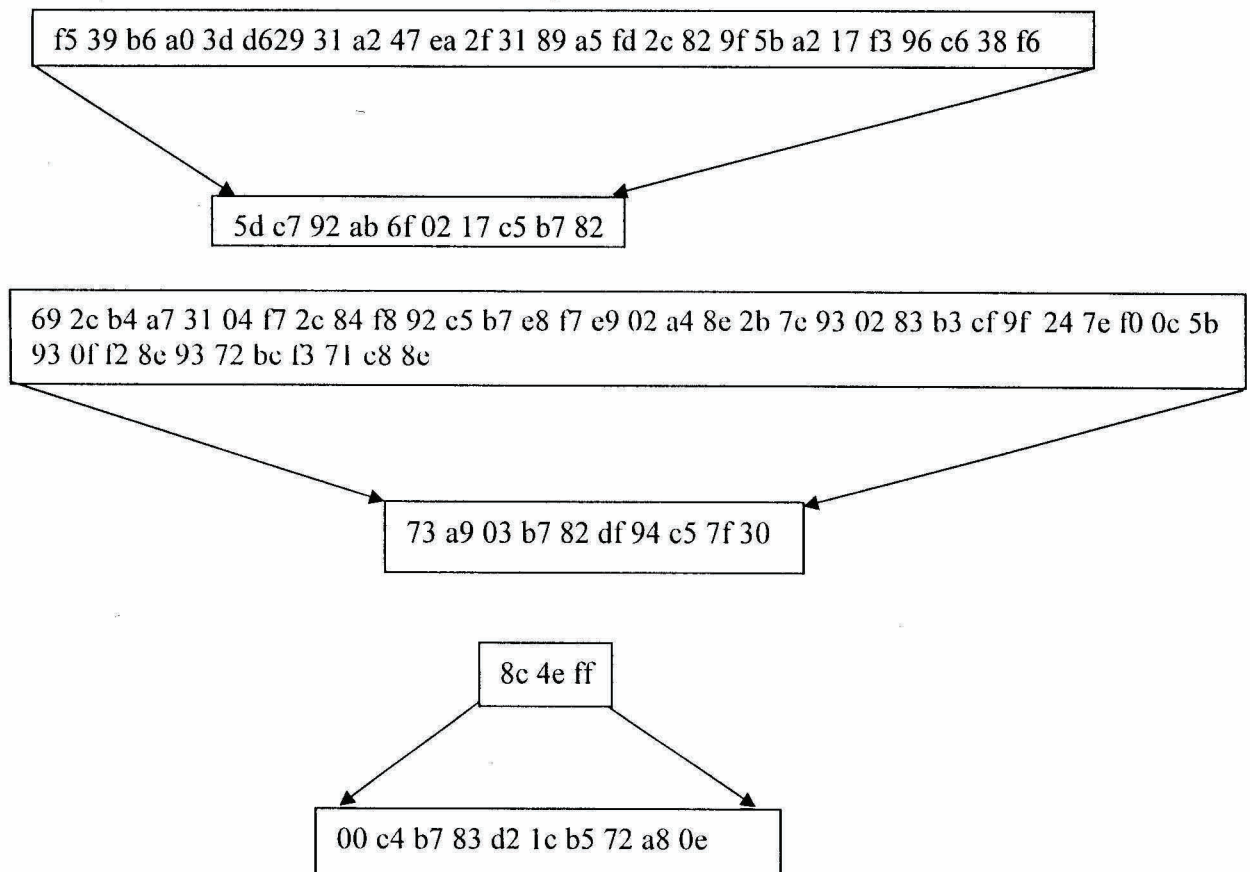 f5 39 b6 a0 3d d629 31 a2 47 ea 2f 31 89 a5 fd 2c 82 9f 5b a2 17 f3 96 c6 38 f6
5d c7 92 ab 6f 02 17 c5 b7 82
69 2c b4 a7 31 04 f7 2c 84 f8 92 c5 b7 e8 f7 e9 02 a4 8e 2b 7e 93 02 83 b3 cf 9f 24 7e f0 0c 5b
93 0f f2 8e 93 72 bc f3 71 c8 8e
73 a9 03 b7 82 df 94 c5 7f 30
8c 4e ff
00 c4 b7 83 d2 1c b5 72 a8 0e